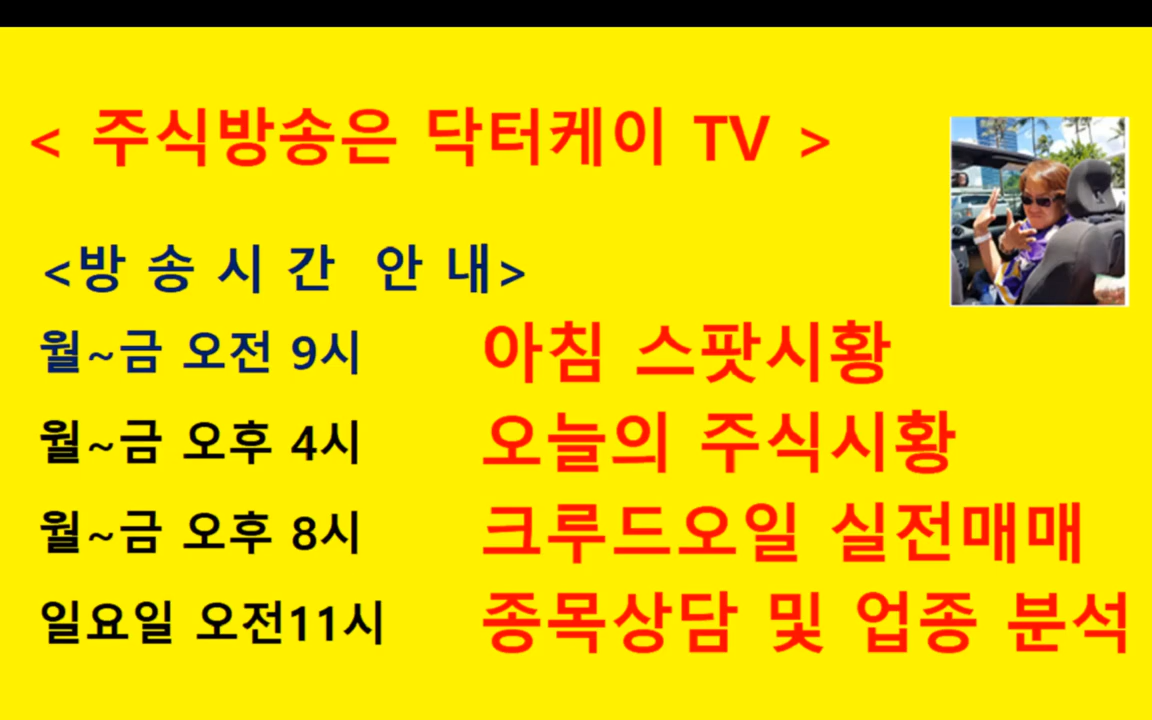 < 주식방송은 닥터케이 TV >
<방 송 시 간 안 내>
월~금 오전 9시 아침 스팟시황
월~금 오후 4시 오늘의 주식시황
월~금 오후 8시 크루드오일 실전매매
일요일 오전11시 종목상담 및 업종 분석